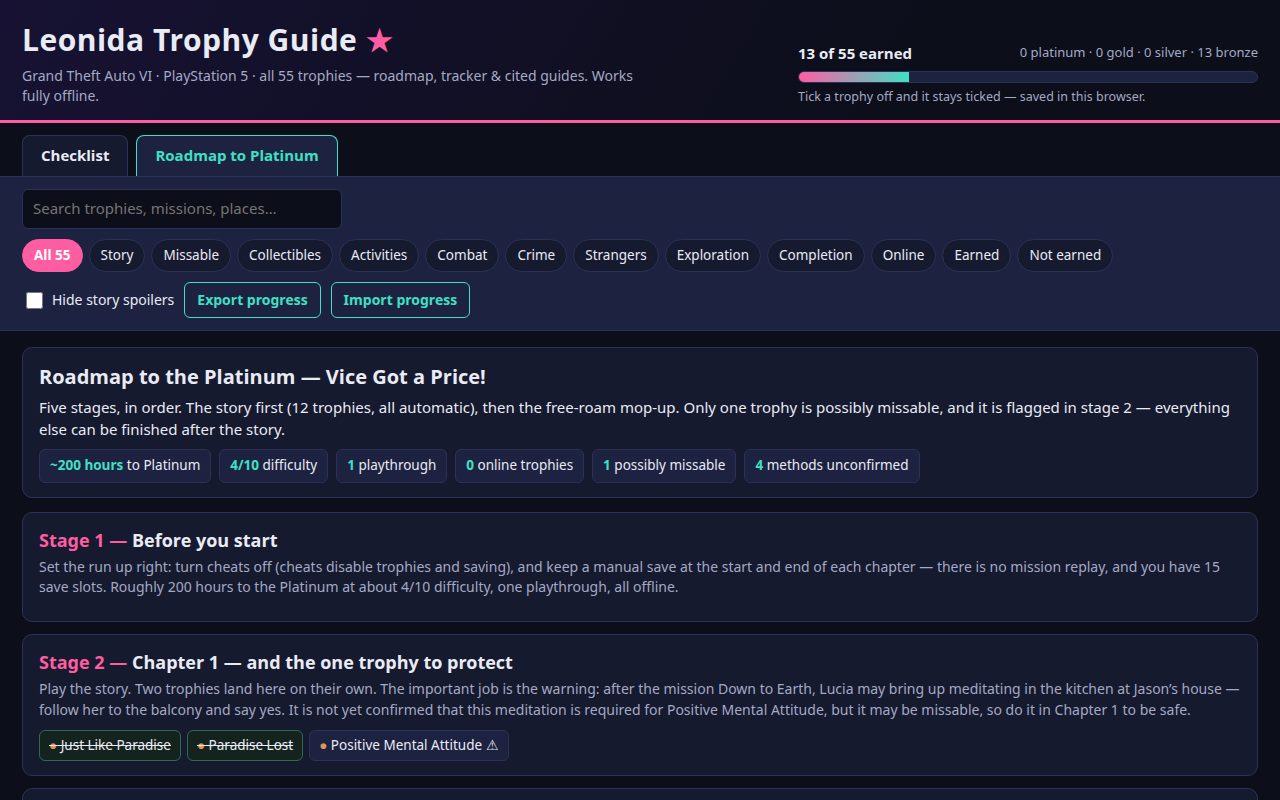 Leonida Trophy Guide ★
Grand Theft Auto VI · PlayStation 5 · all 55 trophies — roadmap, tracker & cited guides. Works
fully offline.
13 of 55 earned
0 platinum · 0 gold · 0 silver · 13 bronze
Tick a trophy off and it stays ticked — saved in this browser.
Checklist
Roadmap to Platinum
Search trophies, missions, places…
All 55
Story
Missable
Collectibles
Activities
Combat
Crime
Strangers
Exploration
Completion
Online
Earned
Not earned
Hide story spoilers
Export progress
Import progress
Roadmap to the Platinum — Vice Got a Price!
Five stages, in order. The story first (12 trophies, all automatic), then the free-roam mop-up. Only one trophy is possibly missable, and it is flagged in stage 2 — everything
else can be finished after the story.
~200 hours to Platinum
4/10 difficulty
1 playthrough
0 online trophies
1 possibly missable
4 methods unconfirmed
Stage 1 — Before you start
Set the run up right: turn cheats off (cheats disable trophies and saving), and keep a manual save at the start and end of each chapter — there is no mission replay, and you have 15
save slots. Roughly 200 hours to the Platinum at about 4/10 difficulty, one playthrough, all offline.
Stage 2 — Chapter 1 — and the one trophy to protect
Play the story. Two trophies land here on their own. The important job is the warning: after the mission Down to Earth, Lucia may bring up meditating in the kitchen at Jason’s house —
follow her to the balcony and say yes. It is not yet confirmed that this meditation is required for Positive Mental Attitude, but it may be missable, so do it in Chapter 1 to be safe.
● Just Like Paradise
● Paradise Lost
● Positive Mental Attitude ⚠